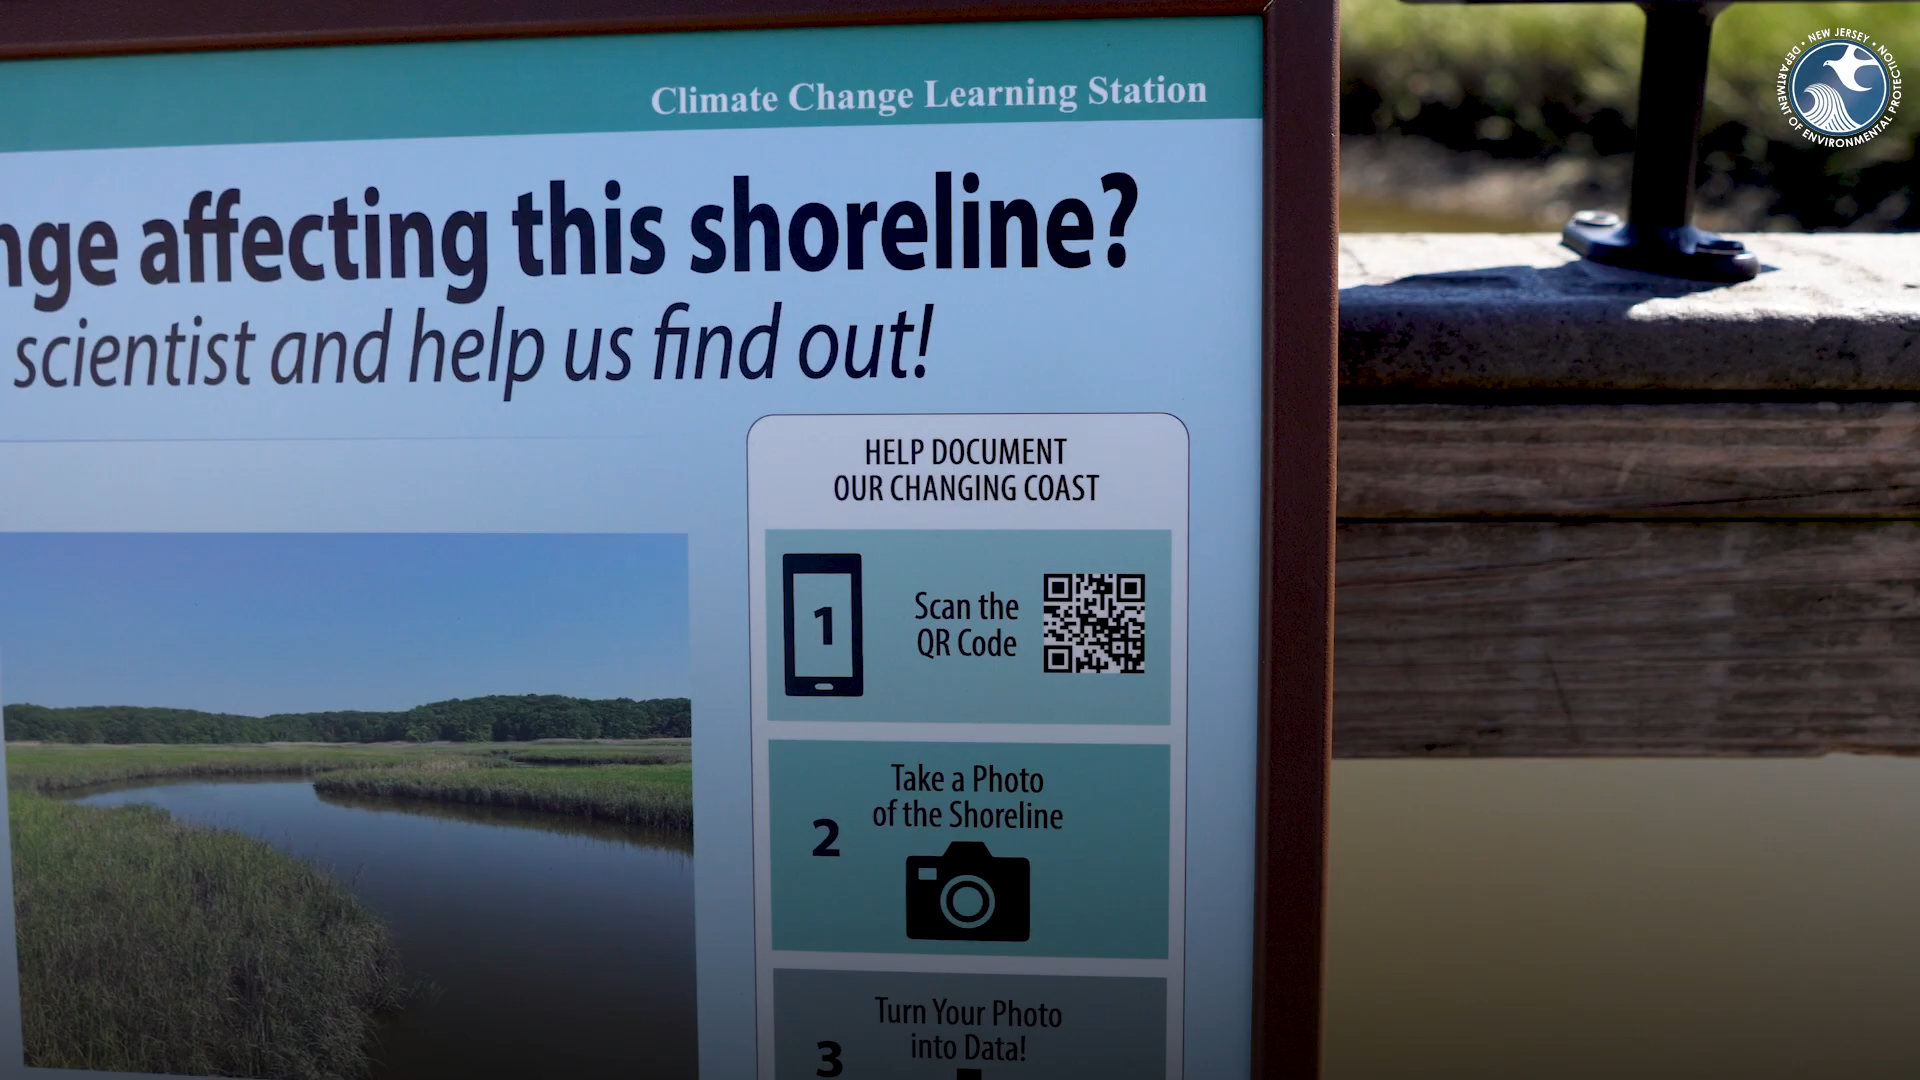 Climate Change Learning Station
nge affecting this shoreline?
scientist and help us find out!
HELP DOCUMENT
OUR CHANGING COAST
1
Scan the
QR Code
Take a Photo
of the Shoreline
2
Turn Your Photo
into Data!
3
NEW JERSEY
DEPARTMENT OF ENVIRONMENTAL PROTECTION